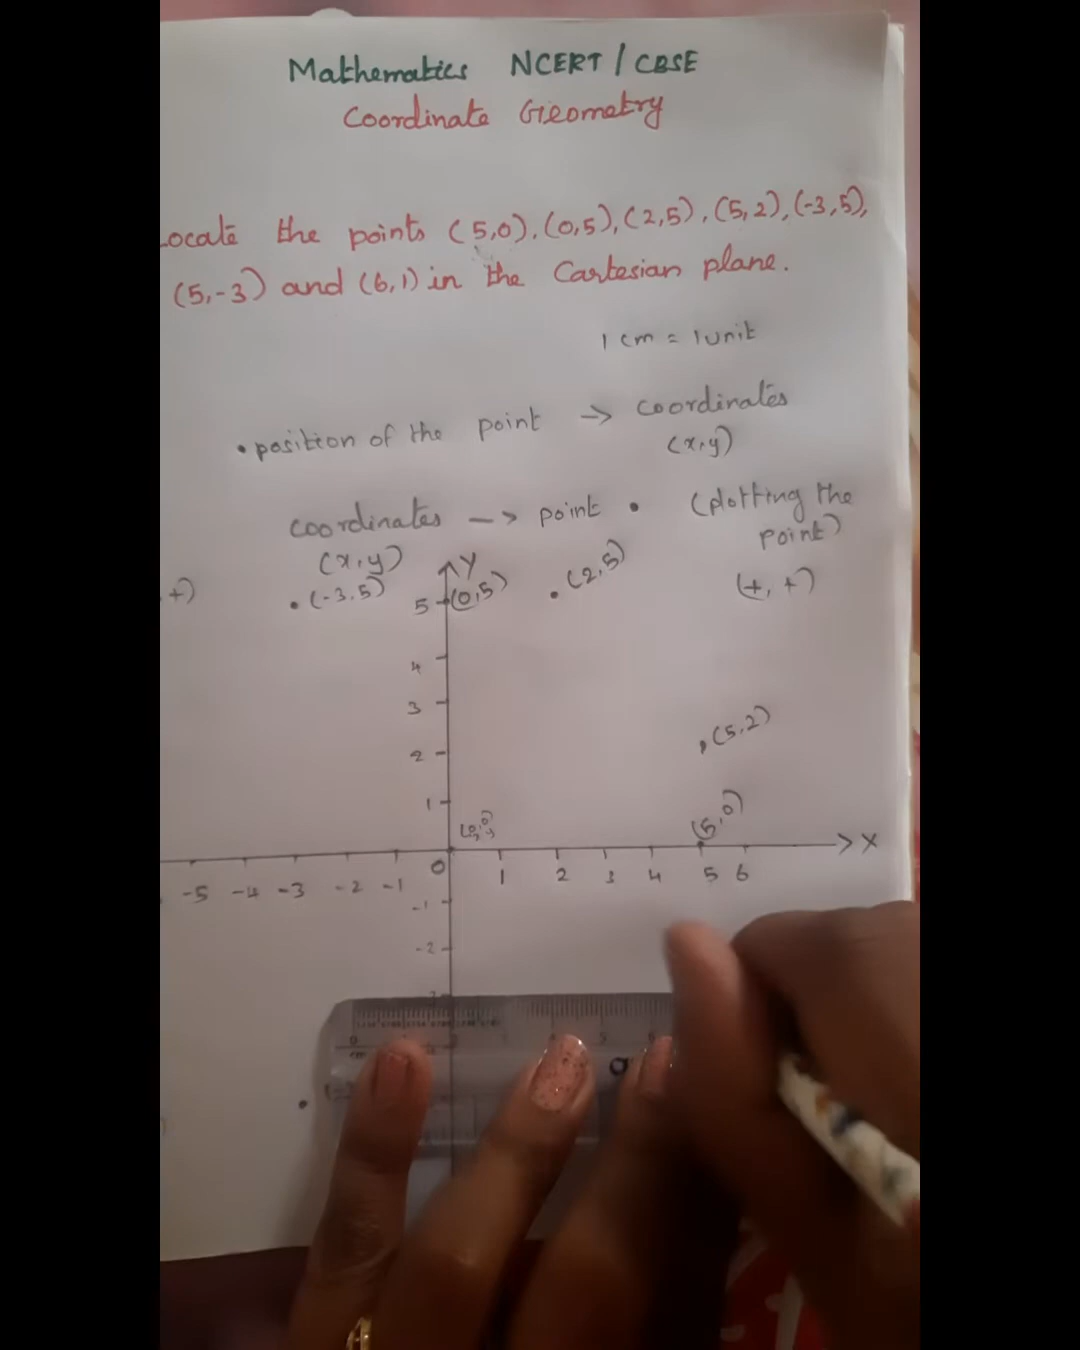 Mathematics NCERT / CBSE
Coordinate Geometry
Locate the points (5,0), (0,5), (2,5), (5,2), (-3,5),
(5,-3) and (6,1) in the Cartesian plane.
1 cm = 1 unit
• position of the point → coordinates
(x,y)
coordinates → point • (plotting the
point)
(x,y)
+)
(-3,5)
Y
5
(0,5)
(2,5)
(+, +)
4
3
2
(5,2)
1
(0,0)
(5,0)
X
-5 -4 -3 -2 -1 0 1 2 3 4 5 6
-1
-2